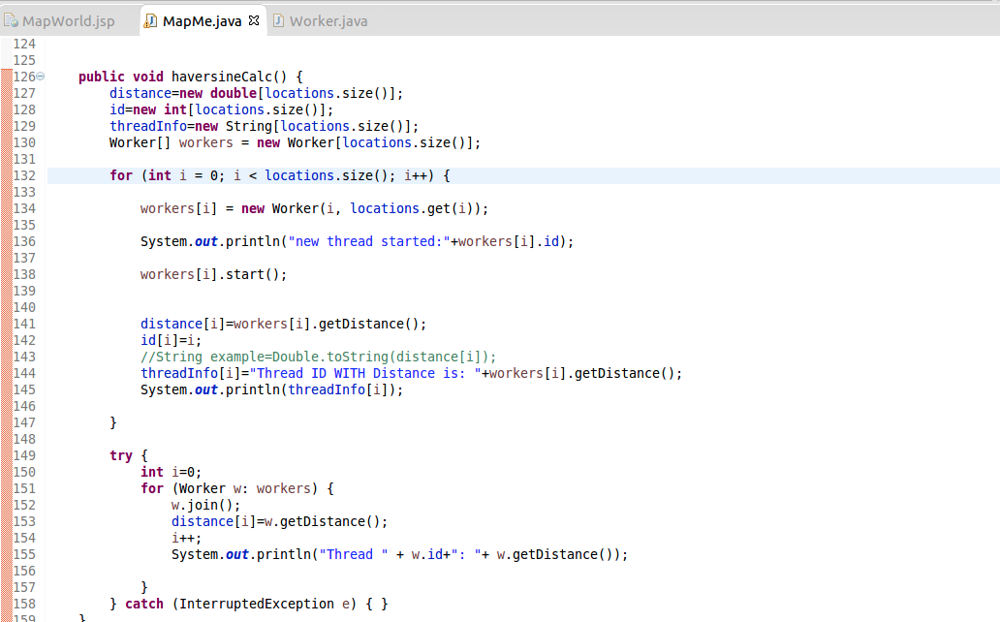 MapWorld.jsp MapMe.java Worker.java
124
125
126 public void haversineCalc() {
127 distance=new double[locations.size()];
128 id=new int[locations.size()];
129 threadInfo=new String[locations.size()];
130 Worker[] workers = new Worker[locations.size()];
131
132 for (int i = 0; i < locations.size(); i++) {
133
134 workers[i] = new Worker(i, locations.get(i));
135
136 System.out.println("new thread started:"+workers[i].id);
137
138 workers[i].start();
139
140
141 distance[i]=workers[i].getDistance();
142 id[i]=i;
143 //String example=Double.toString(distance[i]);
144 threadInfo[i]="Thread ID WITH Distance is: "+workers[i].getDistance();
145 System.out.println(threadInfo[i]);
146
147 }
148
149 try {
150 int i=0;
151 for (Worker w: workers) {
152 w.join();
153 distance[i]=w.getDistance();
154 i++;
155 System.out.println("Thread " + w.id+": "+ w.getDistance());
156
157 }
158 } catch (InterruptedException e) { }
159 }